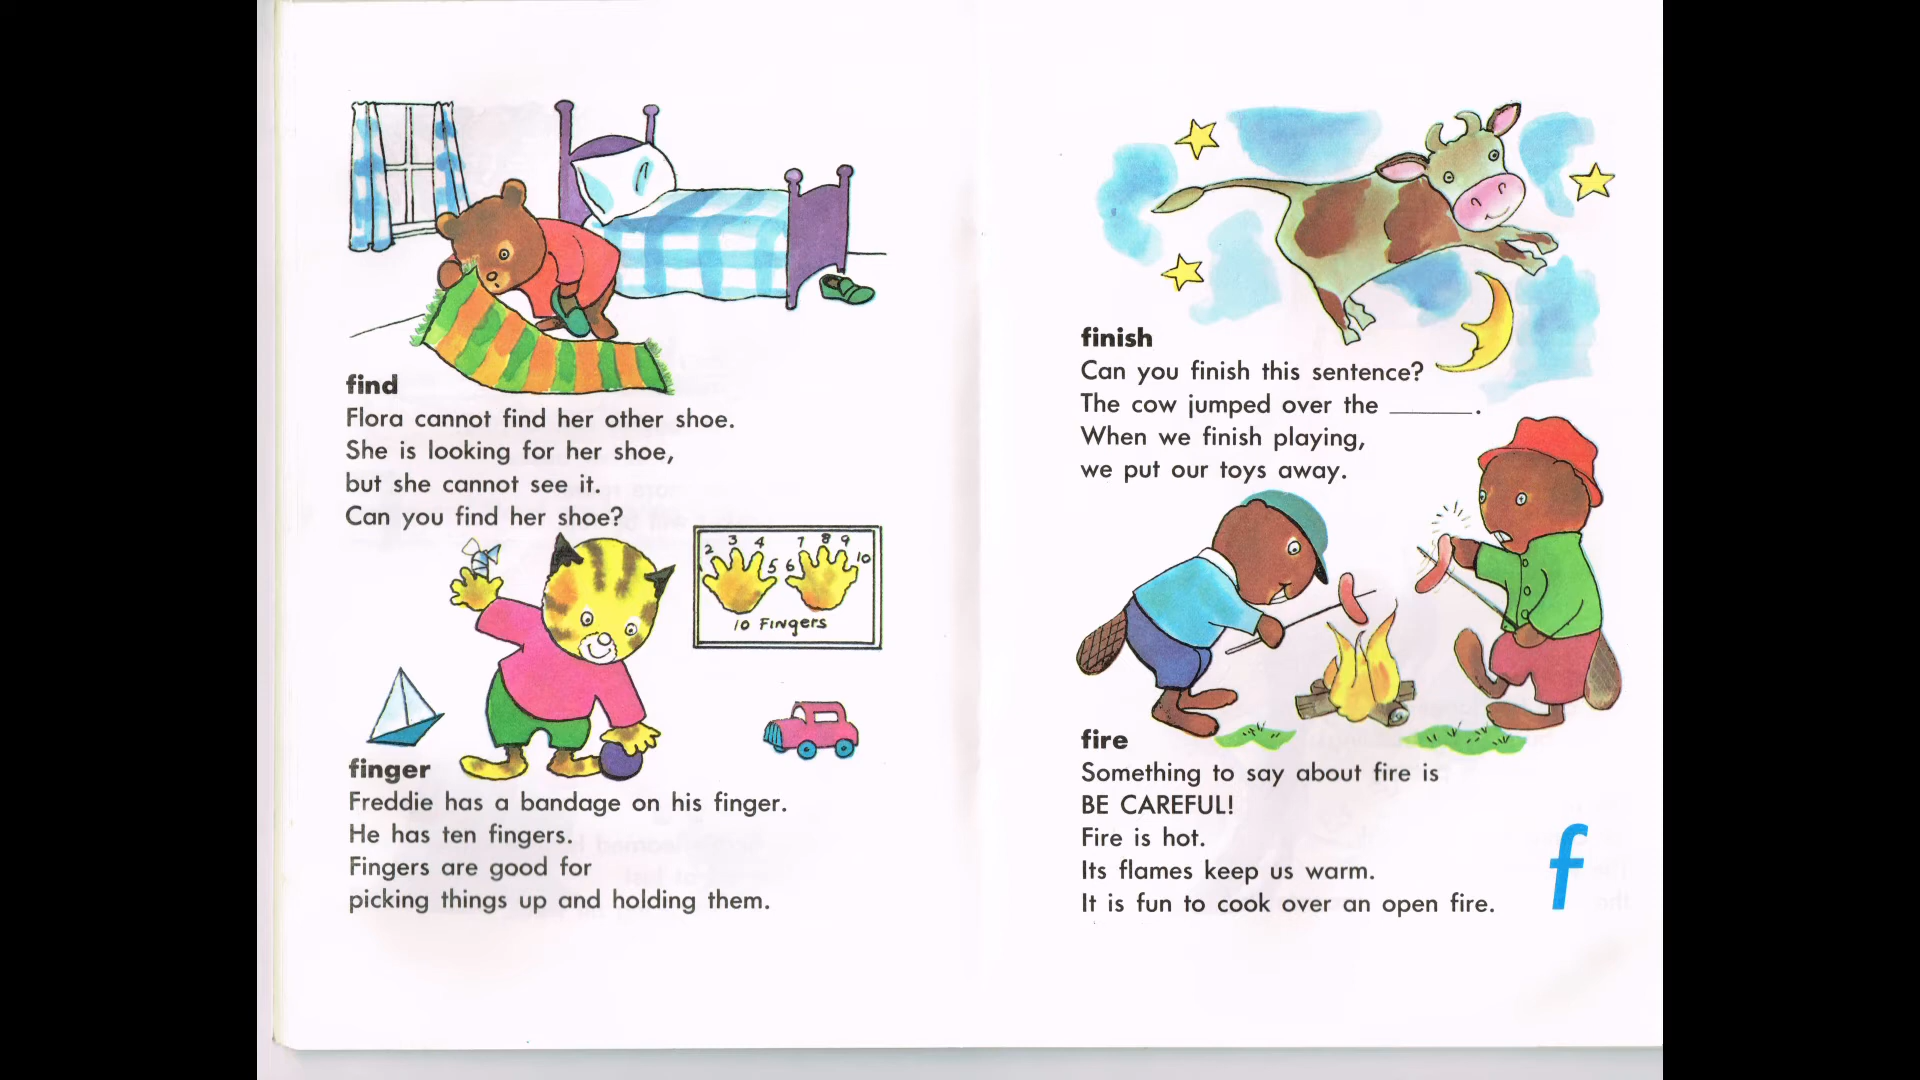 find
Flora cannot find her other shoe.
She is looking for her shoe,
but she cannot see it.
Can you find her shoe?
2 3 4 5 6 7 8 9 10
10 Fingers
finger
Freddie has a bandage on his finger.
He has ten fingers.
Fingers are good for
picking things up and holding them.
finish
Can you finish this sentence?
The cow jumped over the ______.
When we finish playing,
we put our toys away.
fire
Something to say about fire is
BE CAREFUL!
Fire is hot.
Its flames keep us warm.
It is fun to cook over an open fire.
f